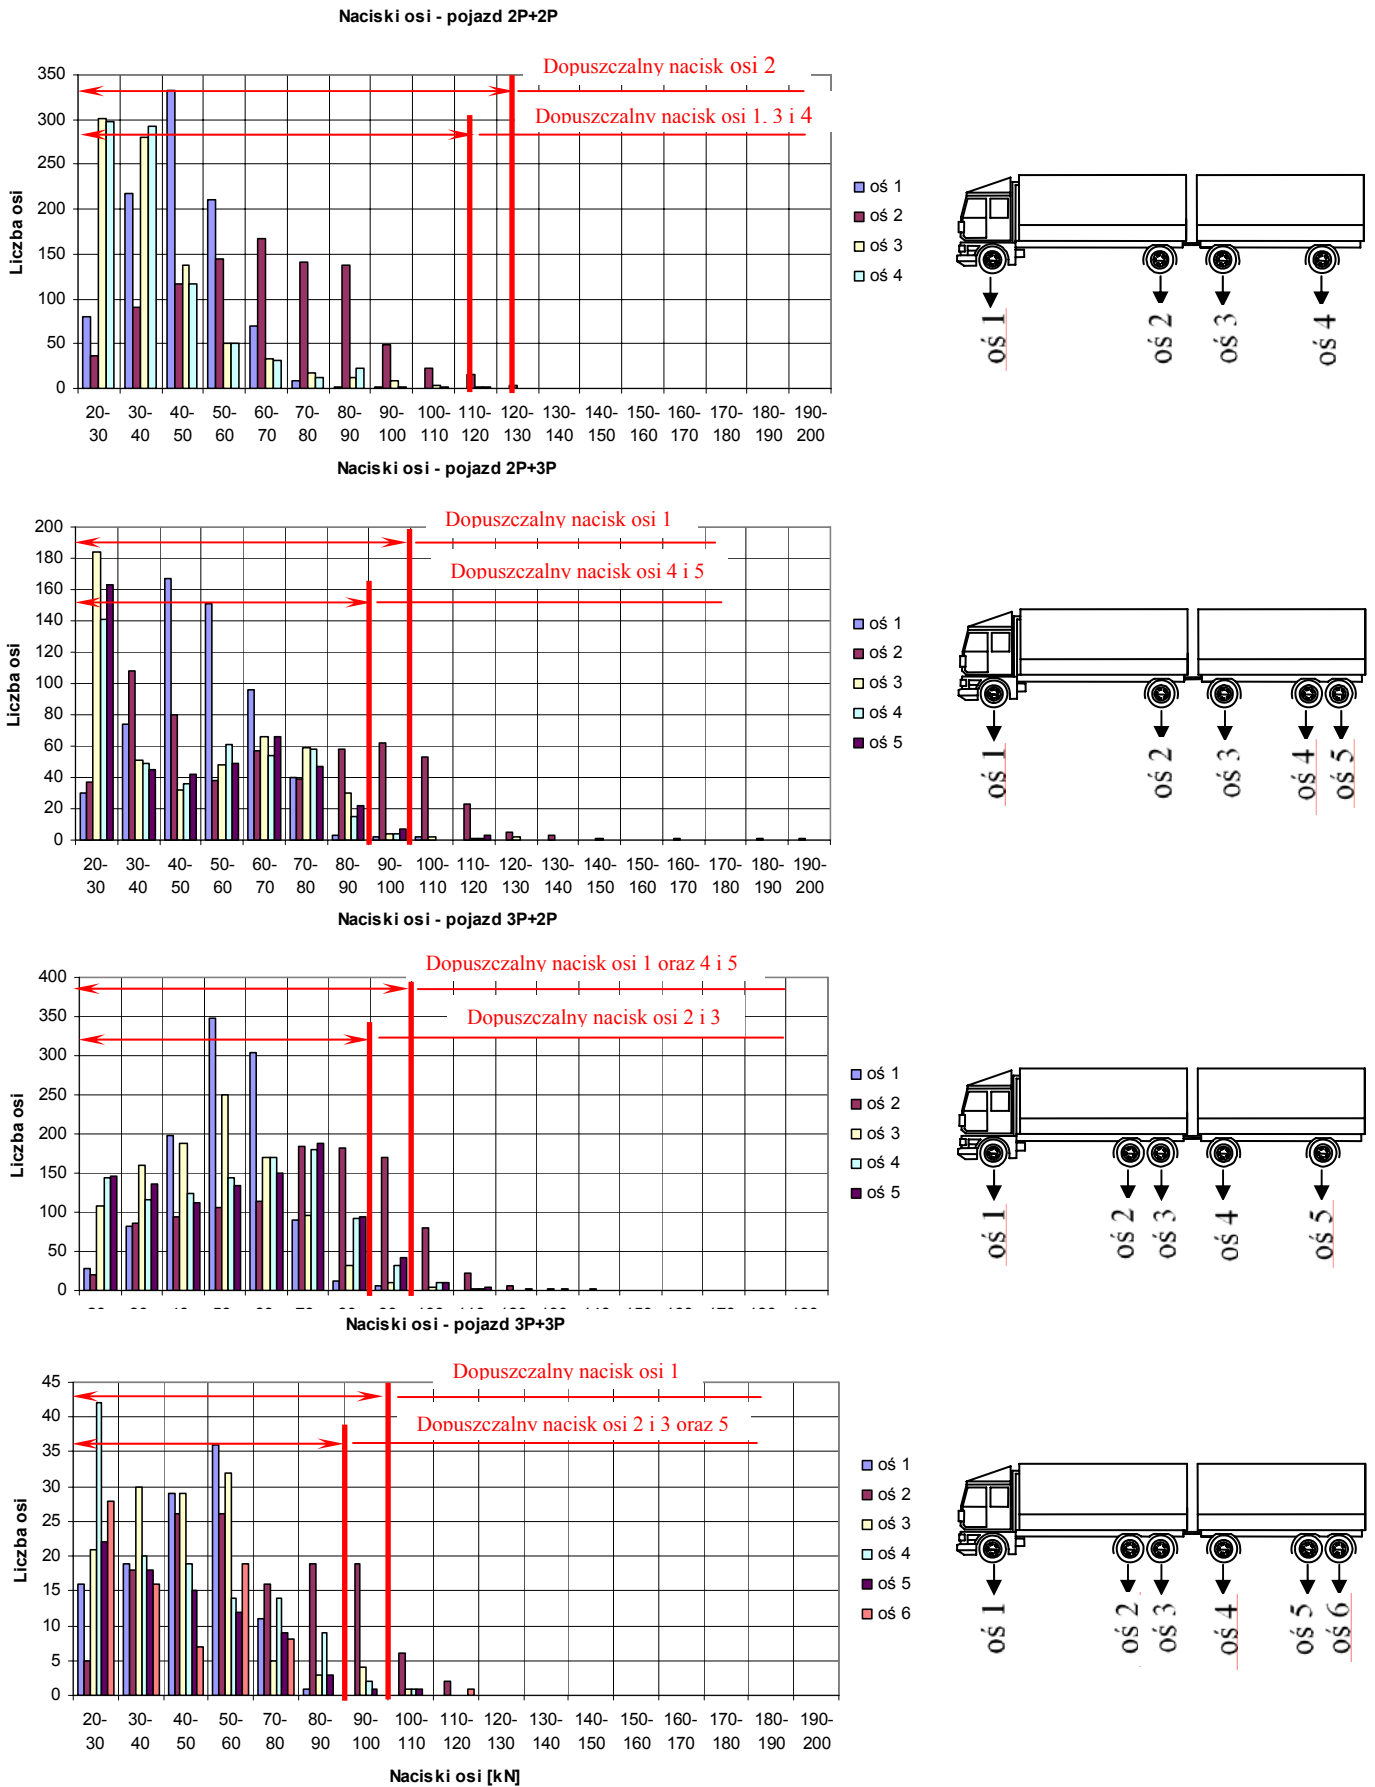 Naciski osi - pojazd 2P+2P
Dopuszczalny nacisk osi 2
Dopuszczalny nacisk osi 1, 3 i 4
Liczba osi
350
300
250
200
150
100
50
0
20- 30- 40- 50- 60- 70- 80- 90- 100- 110- 120- 130- 140- 150- 160- 170- 180- 190-
30 40 50 60 70 80 90 100 110 120 130 140 150 160 170 180 190 200
oś 1
oś 2
oś 3
oś 4
oś 1 oś 2 oś 3 oś 4
Naciski osi - pojazd 2P+3P
Dopuszczalny nacisk osi 1
Dopuszczalny nacisk osi 4 i 5
Liczba osi
200
180
160
140
120
100
80
60
40
20
0
20- 30- 40- 50- 60- 70- 80- 90- 100- 110- 120- 130- 140- 150- 160- 170- 180- 190-
30 40 50 60 70 80 90 100 110 120 130 140 150 160 170 180 190 200
oś 1
oś 2
oś 3
oś 4
oś 5
oś 1 oś 2 oś 3 oś 4 oś 5
Naciski osi - pojazd 3P+2P
Dopuszczalny nacisk osi 1 oraz 4 i 5
Dopuszczalny nacisk osi 2 i 3
Liczba osi
400
350
300
250
200
150
100
50
0
oś 1
oś 2
oś 3
oś 4
oś 5
oś 1 oś 2 oś 3 oś 4 oś 5
Naciski osi - pojazd 3P+3P
Dopuszczalny nacisk osi 1
Dopuszczalny nacisk osi 2 i 3 oraz 5
Liczba osi
45
40
35
30
25
20
15
10
5
0
20- 30- 40- 50- 70- 80- 90- 100- 110- 120- 130- 140- 150- 160- 170- 180- 190-
30 40 50 60 80 90 100 110 120 130 140 150 160 170 180 190 200
Naciski osi [kN]
oś 1
oś 2
oś 3
oś 4
oś 5
oś 6
oś 1 oś 2 oś 3 oś 4 oś 5 oś 6